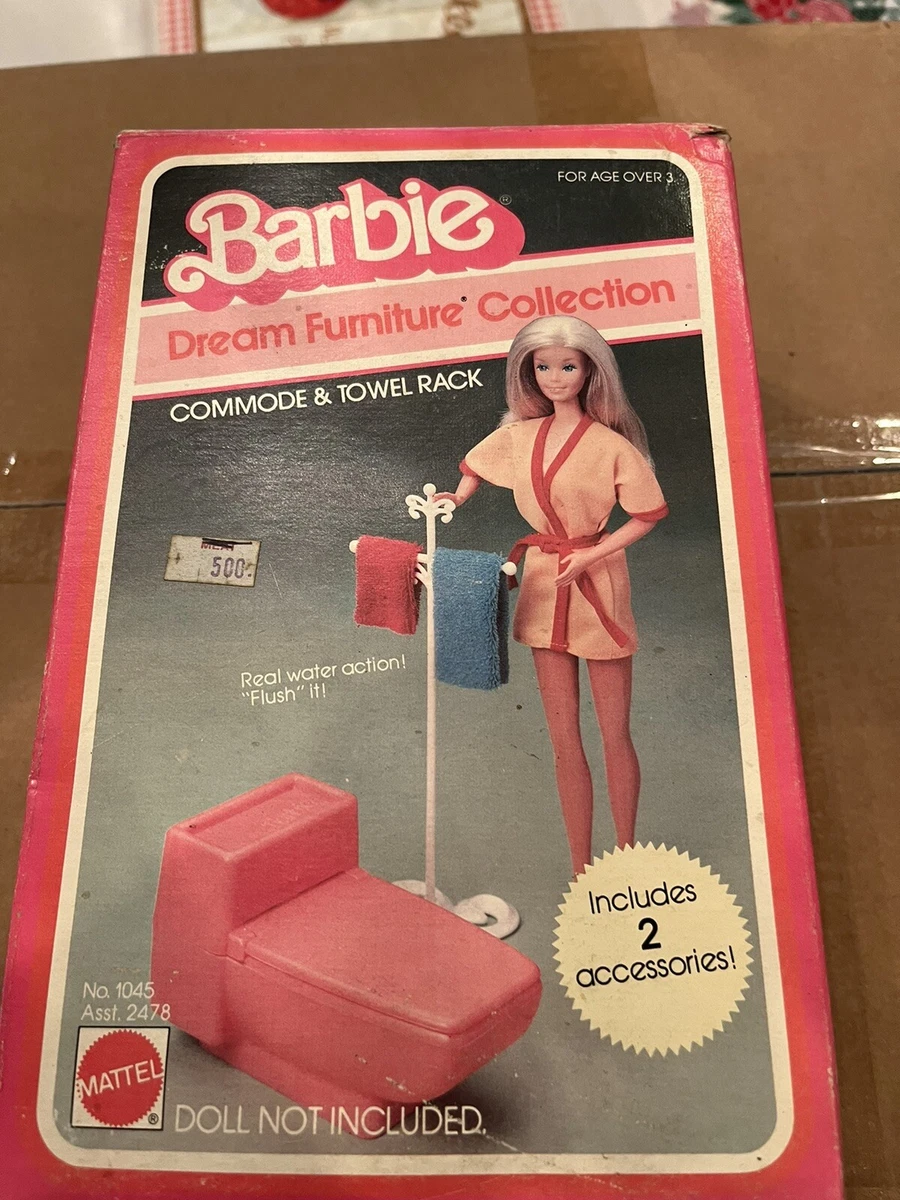 FOR AGE OVER 3.
Barbie®
Dream Furniture® Collection
COMMODE & TOWEL RACK
MEAT
500.
Real water action!
"Flush" it!
Includes
2
accessories!
No. 1045
Asst. 2478
MATTEL
®
DOLL NOT INCLUDED.